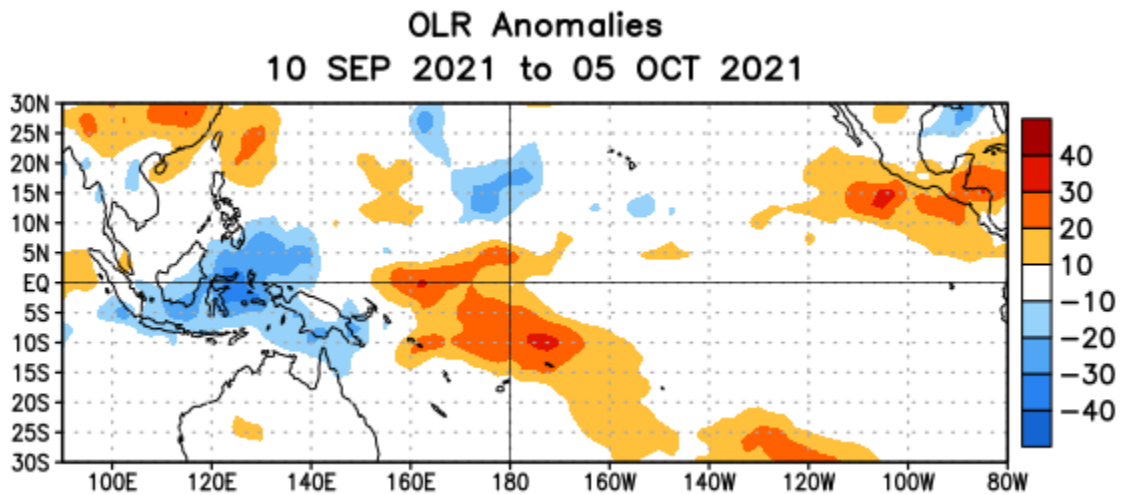 OLR Anomalies
10 SEP 2021 to 05 OCT 2021
30N
25N
20N
15N
10N
5N
EQ
5S
10S
15S
20S
25S
30S
100E 120E 140E 160E 180 160W 140W 120W 100W 80W
40
30
20
10
−10
−20
−30
−40